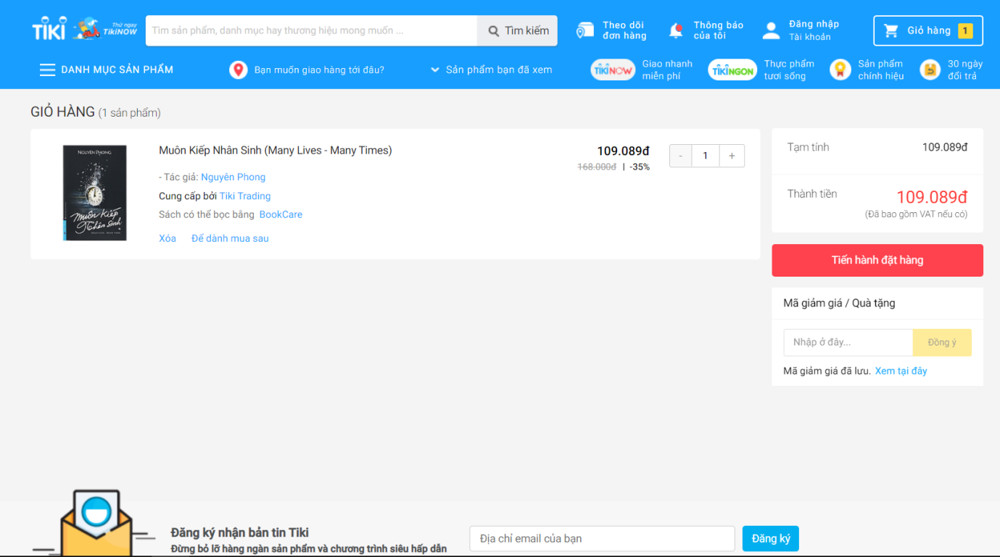 TIKI
Thử ngay
TIKINOW
Tìm sản phẩm, danh mục hay thương hiệu mong muốn ...
Tìm kiếm
Theo dõi
đơn hàng
Thông báo
của tôi
Đăng nhập
Tài khoản
Giỏ hàng 1
DANH MỤC SẢN PHẨM
Bạn muốn giao hàng tới đâu?
Sản phẩm bạn đã xem
TIKINOW
Giao nhanh
miễn phí
TIKINGON
Thực phẩm
tươi sống
Sản phẩm
chính hiệu
30 ngày
đổi trả
GIỎ HÀNG (1 sản phẩm)
NGUYÊN PHONG
Muôn Kiếp
Nhân Sinh
MANY LIVES - MANY TIMES
Muôn Kiếp Nhân Sinh (Many Lives - Many Times)
- Tác giả: Nguyên Phong
Cung cấp bởi Tiki Trading
Sách có thể bọc bằng BookCare
Xóa Để dành mua sau
109.089đ
168.000đ | -35%
- 1 +
Tạm tính 109.089đ
Thành tiền 109.089đ
(Đã bao gồm VAT nếu có)
Tiến hành đặt hàng
Mã giảm giá / Quà tặng
Nhập ở đây... Đồng ý
Mã giảm giá đã lưu. Xem tại đây
Đăng ký nhận bản tin Tiki
Đừng bỏ lỡ hàng ngàn sản phẩm và chương trình siêu hấp dẫn
Địa chỉ email của bạn
Đăng ký